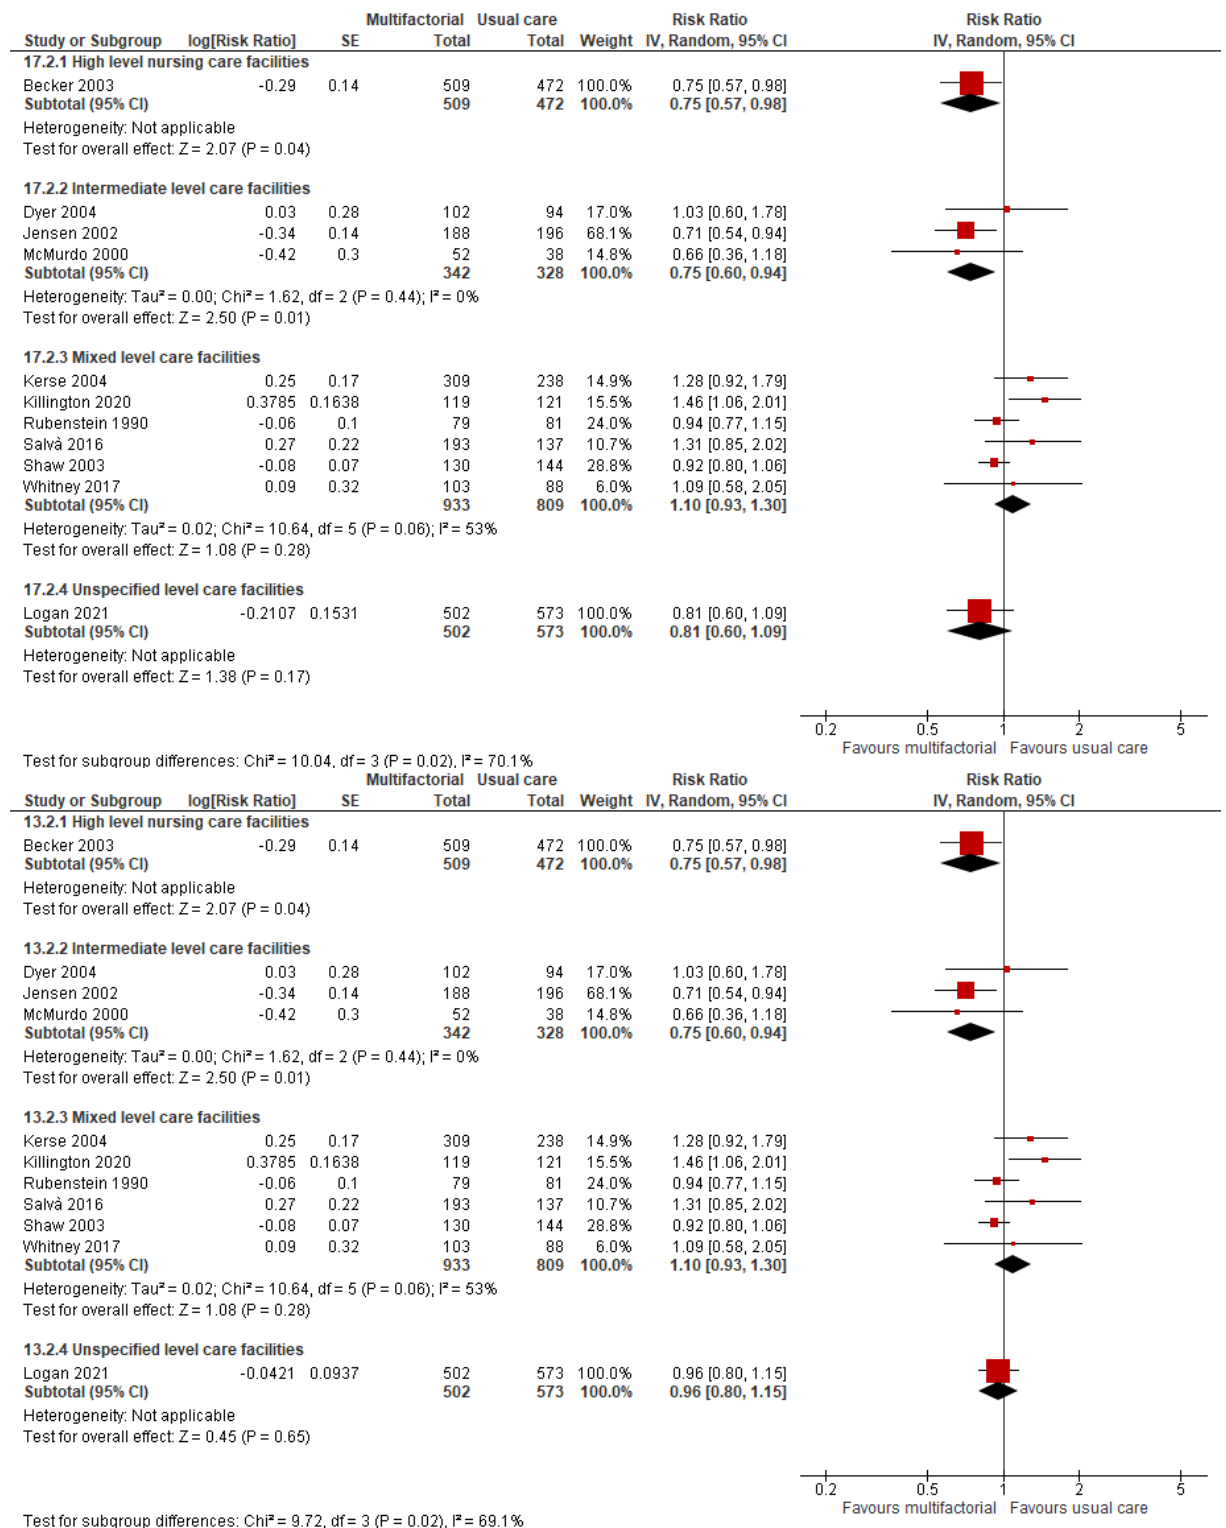 Multifactorial Usual care Risk Ratio Risk Ratio
Study or Subgroup log[Risk Ratio] SE Total Total Weight IV, Random, 95% CI IV, Random, 95% CI
17.2.1 High level nursing care facilities
Becker 2003 -0.29 0.14 509 472 100.0% 0.75 [0.57, 0.98]
Subtotal (95% CI) 509 472 100.0% 0.75 [0.57, 0.98]
Heterogeneity: Not applicable
Test for overall effect: Z = 2.07 (P = 0.04)
17.2.2 Intermediate level care facilities
Dyer 2004 0.03 0.28 102 94 17.0% 1.03 [0.60, 1.78]
Jensen 2002 -0.34 0.14 188 196 68.1% 0.71 [0.54, 0.94]
McMurdo 2000 -0.42 0.3 52 38 14.8% 0.66 [0.36, 1.18]
Subtotal (95% CI) 342 328 100.0% 0.75 [0.60, 0.94]
Heterogeneity: Tau² = 0.00; Chi² = 1.62, df = 2 (P = 0.44); I² = 0%
Test for overall effect: Z = 2.50 (P = 0.01)
17.2.3 Mixed level care facilities
Kerse 2004 0.25 0.17 309 238 14.9% 1.28 [0.92, 1.79]
Killington 2020 0.3785 0.1638 119 121 15.5% 1.46 [1.06, 2.01]
Rubenstein 1990 -0.06 0.1 79 81 24.0% 0.94 [0.77, 1.15]
Salvà 2016 0.27 0.22 193 137 10.7% 1.31 [0.85, 2.02]
Shaw 2003 -0.08 0.07 130 144 28.8% 0.92 [0.80, 1.06]
Whitney 2017 0.09 0.32 103 88 6.0% 1.09 [0.58, 2.05]
Subtotal (95% CI) 933 809 100.0% 1.10 [0.93, 1.30]
Heterogeneity: Tau² = 0.02; Chi² = 10.64, df = 5 (P = 0.06); I² = 53%
Test for overall effect: Z = 1.08 (P = 0.28)
17.2.4 Unspecified level care facilities
Logan 2021 -0.2107 0.1531 502 573 100.0% 0.81 [0.60, 1.09]
Subtotal (95% CI) 502 573 100.0% 0.81 [0.60, 1.09]
Heterogeneity: Not applicable
Test for overall effect: Z = 1.38 (P = 0.17)
0.2 0.5 1 2 5
Favours multifactorial Favours usual care
Test for subgroup differences: Chi² = 10.04, df = 3 (P = 0.02), I² = 70.1%
Multifactorial Usual care Risk Ratio Risk Ratio
Study or Subgroup log[Risk Ratio] SE Total Total Weight IV, Random, 95% CI IV, Random, 95% CI
13.2.1 High level nursing care facilities
Becker 2003 -0.29 0.14 509 472 100.0% 0.75 [0.57, 0.98]
Subtotal (95% CI) 509 472 100.0% 0.75 [0.57, 0.98]
Heterogeneity: Not applicable
Test for overall effect: Z = 2.07 (P = 0.04)
13.2.2 Intermediate level care facilities
Dyer 2004 0.03 0.28 102 94 17.0% 1.03 [0.60, 1.78]
Jensen 2002 -0.34 0.14 188 196 68.1% 0.71 [0.54, 0.94]
McMurdo 2000 -0.42 0.3 52 38 14.8% 0.66 [0.36, 1.18]
Subtotal (95% CI) 342 328 100.0% 0.75 [0.60, 0.94]
Heterogeneity: Tau² = 0.00; Chi² = 1.62, df = 2 (P = 0.44); I² = 0%
Test for overall effect: Z = 2.50 (P = 0.01)
13.2.3 Mixed level care facilities
Kerse 2004 0.25 0.17 309 238 14.9% 1.28 [0.92, 1.79]
Killington 2020 0.3785 0.1638 119 121 15.5% 1.46 [1.06, 2.01]
Rubenstein 1990 -0.06 0.1 79 81 24.0% 0.94 [0.77, 1.15]
Salvà 2016 0.27 0.22 193 137 10.7% 1.31 [0.85, 2.02]
Shaw 2003 -0.08 0.07 130 144 28.8% 0.92 [0.80, 1.06]
Whitney 2017 0.09 0.32 103 88 6.0% 1.09 [0.58, 2.05]
Subtotal (95% CI) 933 809 100.0% 1.10 [0.93, 1.30]
Heterogeneity: Tau² = 0.02; Chi² = 10.64, df = 5 (P = 0.06); I² = 53%
Test for overall effect: Z = 1.08 (P = 0.28)
13.2.4 Unspecified level care facilities
Logan 2021 -0.0421 0.0937 502 573 100.0% 0.96 [0.80, 1.15]
Subtotal (95% CI) 502 573 100.0% 0.96 [0.80, 1.15]
Heterogeneity: Not applicable
Test for overall effect: Z = 0.45 (P = 0.65)
0.2 0.5 1 2 5
Favours multifactorial Favours usual care
Test for subgroup differences: Chi² = 9.72, df = 3 (P = 0.02), I² = 69.1%